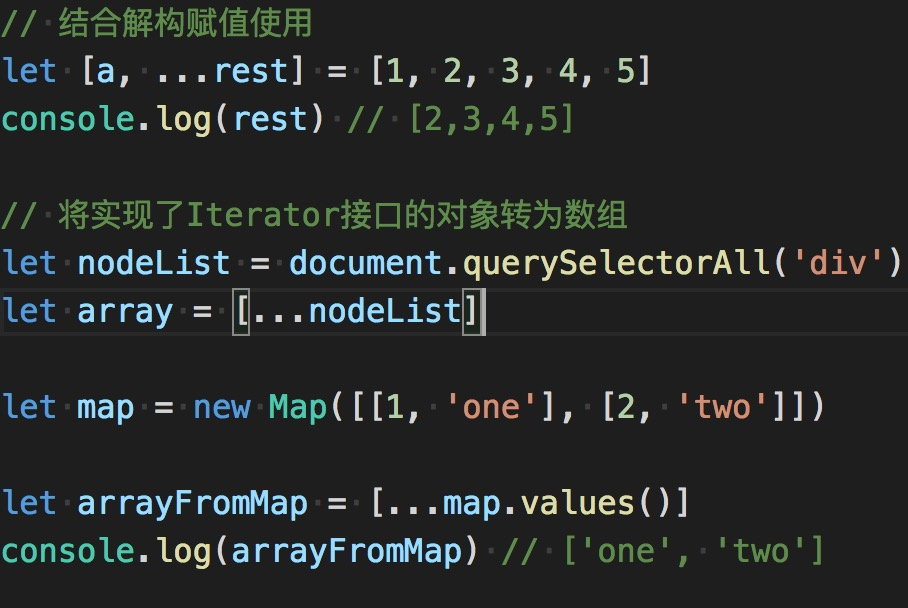 // 结合解构赋值使用
let [a, ...rest] = [1, 2, 3, 4, 5]
console.log(rest) // [2,3,4,5]
// 将实现了Iterator接口的对象转为数组
let nodeList = document.querySelectorAll('div')
let array = [...nodeList]
let map = new Map([[1, 'one'], [2, 'two']])
let arrayFromMap = [...map.values()]
console.log(arrayFromMap) // ['one', 'two']